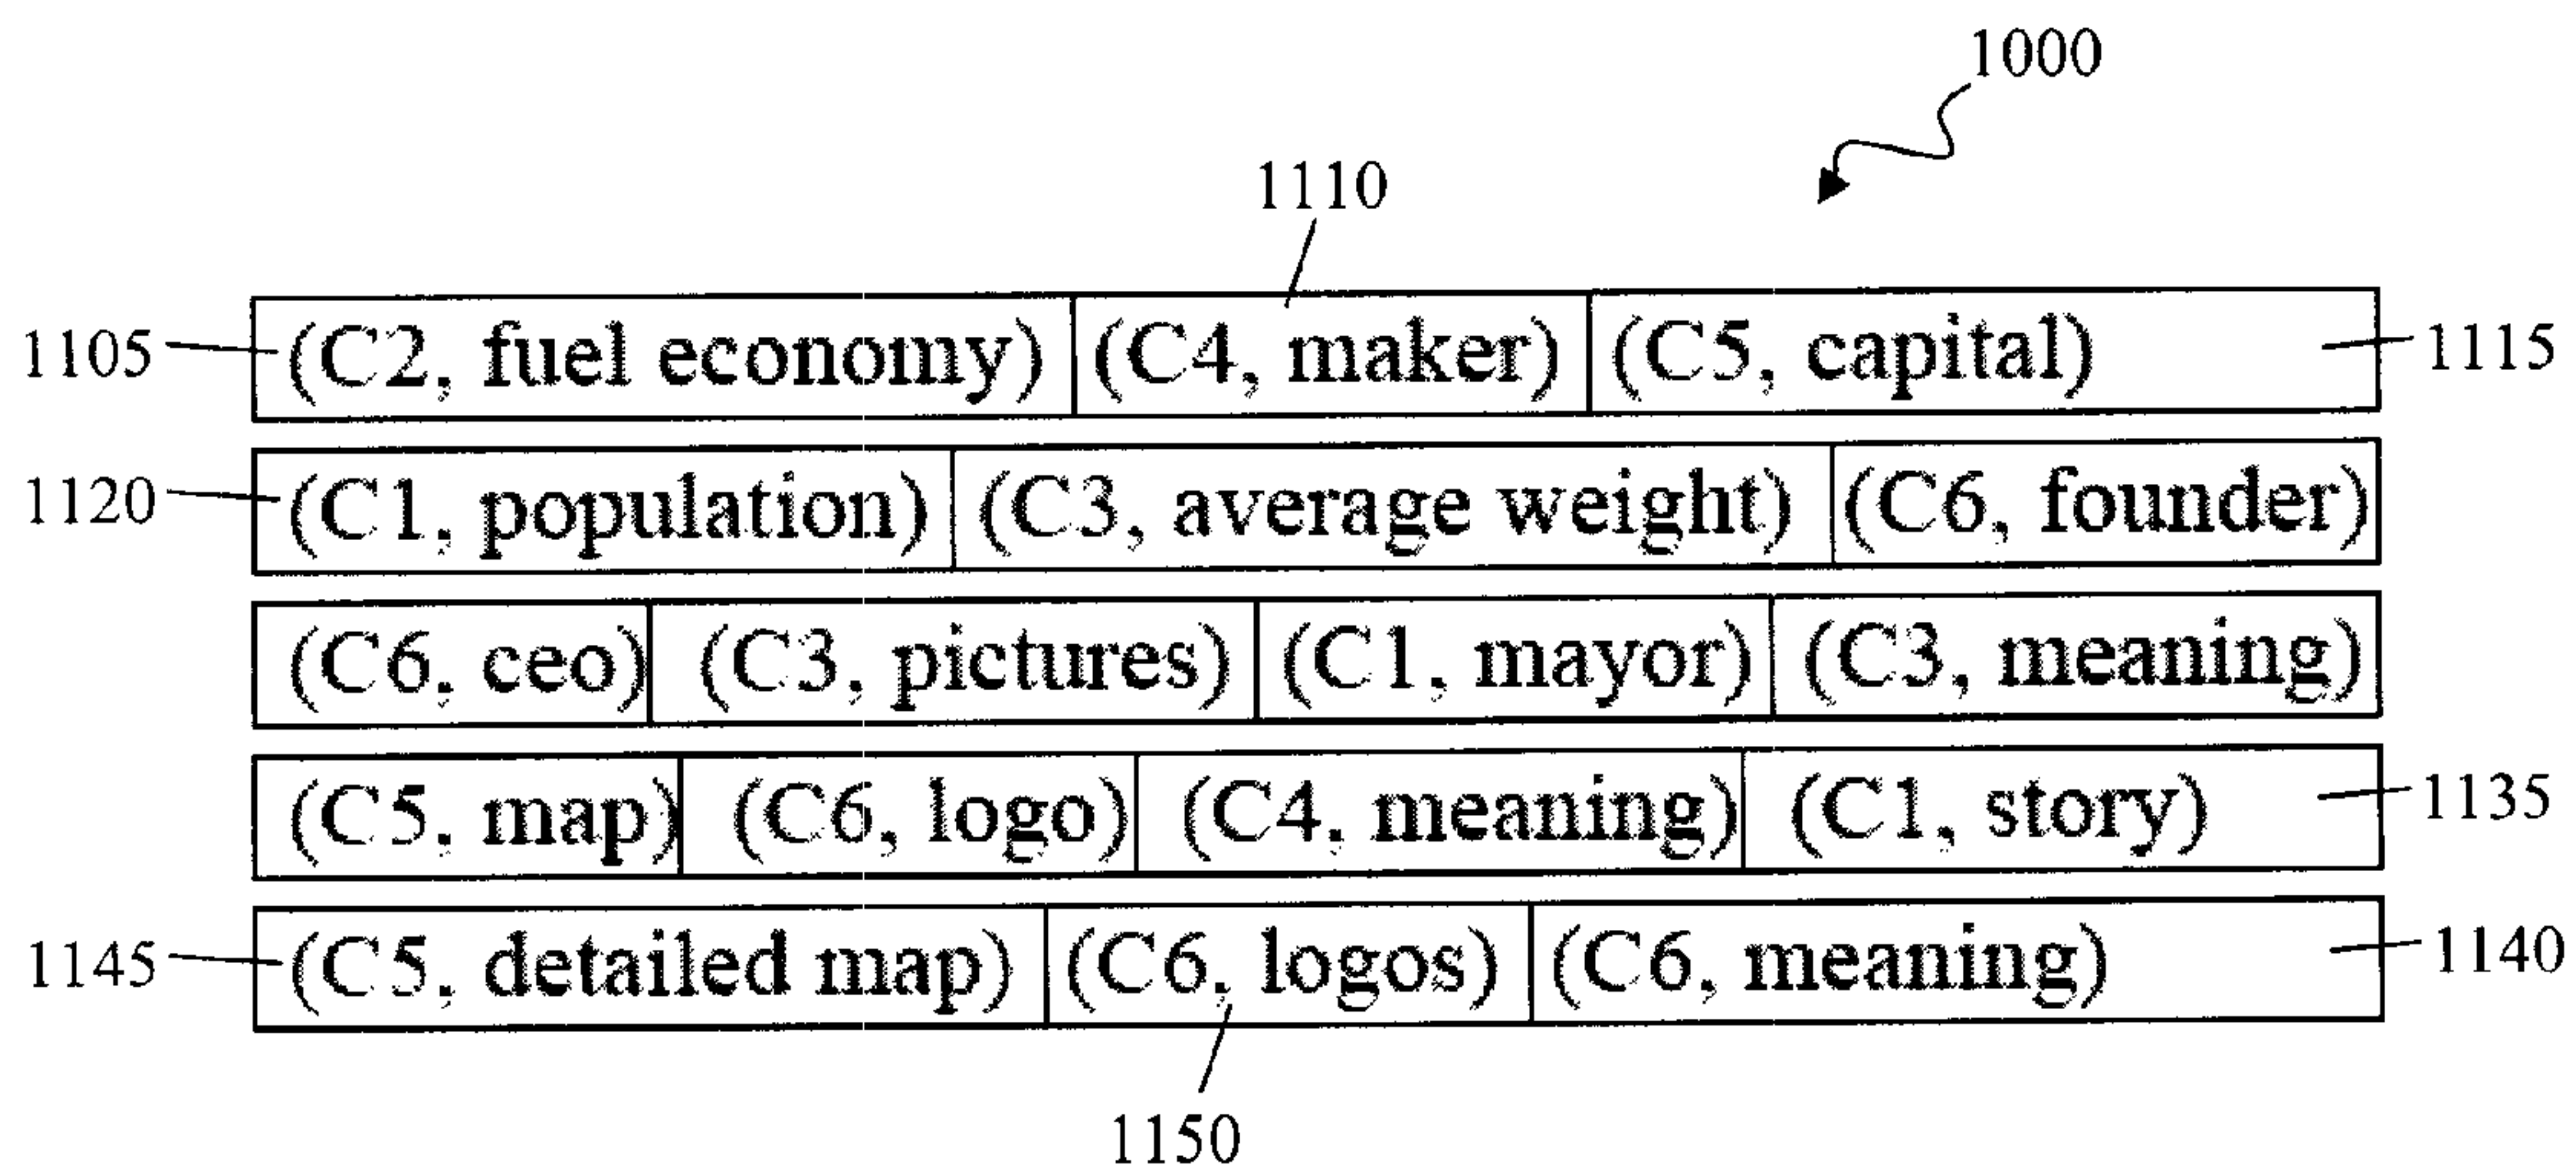 1000
1110
1105 (C2, fuel economy) (C4, maker) (C5, capital) 1115
1120 (C1, population) (C3, average weight) (C6, founder)
(C6, ceo) (C3, pictures) (C1, mayor) (C3, meaning)
(C5, map) (C6, logo) (C4, meaning) (C1, story) 1135
1145 (C5, detailed map) (C6, logos) (C6, meaning) 1140
1150